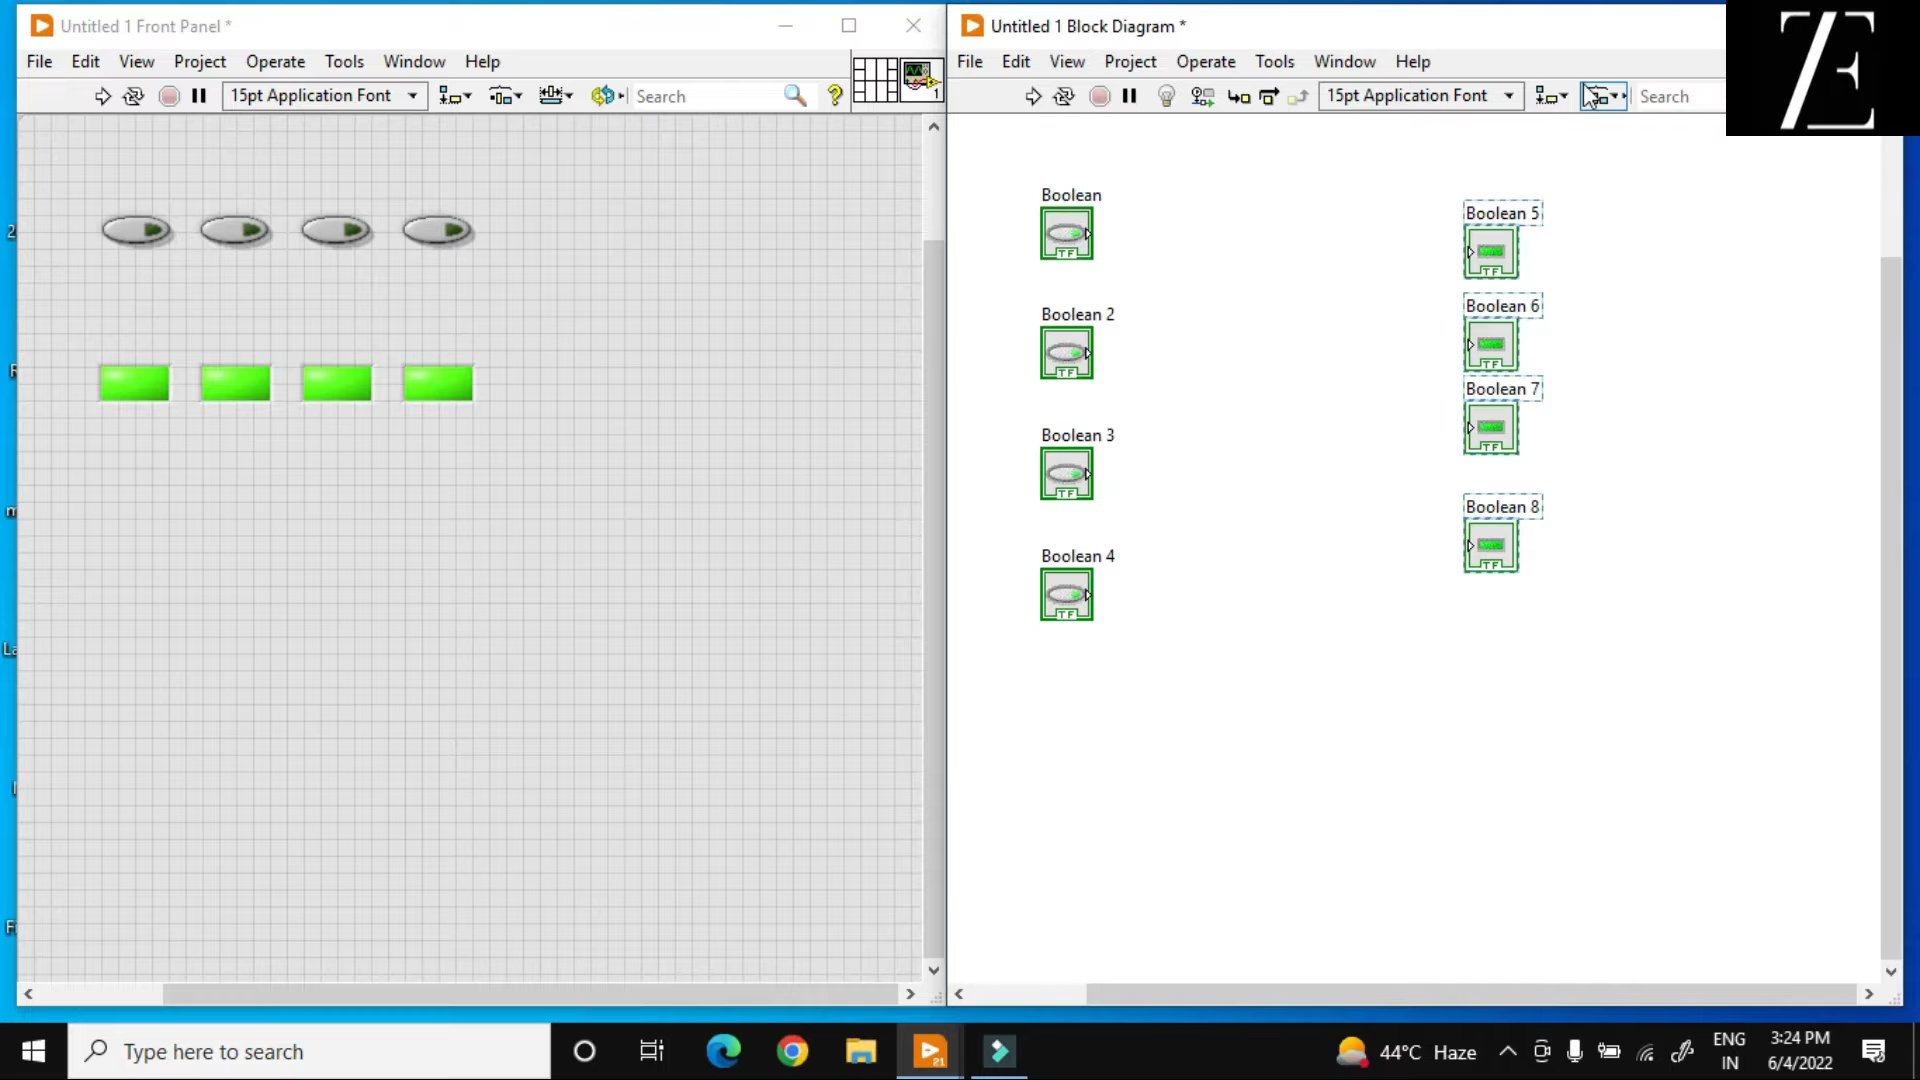 Untitled 1 Front Panel *
File Edit View Project Operate Tools Window Help
15pt Application Font
Search
1
Untitled 1 Block Diagram *
File Edit View Project Operate Tools Window Help
15pt Application Font
Search
ZE
Boolean
TF
Boolean 2
TF
Boolean 3
TF
Boolean 4
TF
Boolean 5
TF
Boolean 6
TF
Boolean 7
TF
Boolean 8
TF
Type here to search
21
44°C Haze
ENG
IN
3:24 PM
6/4/2022